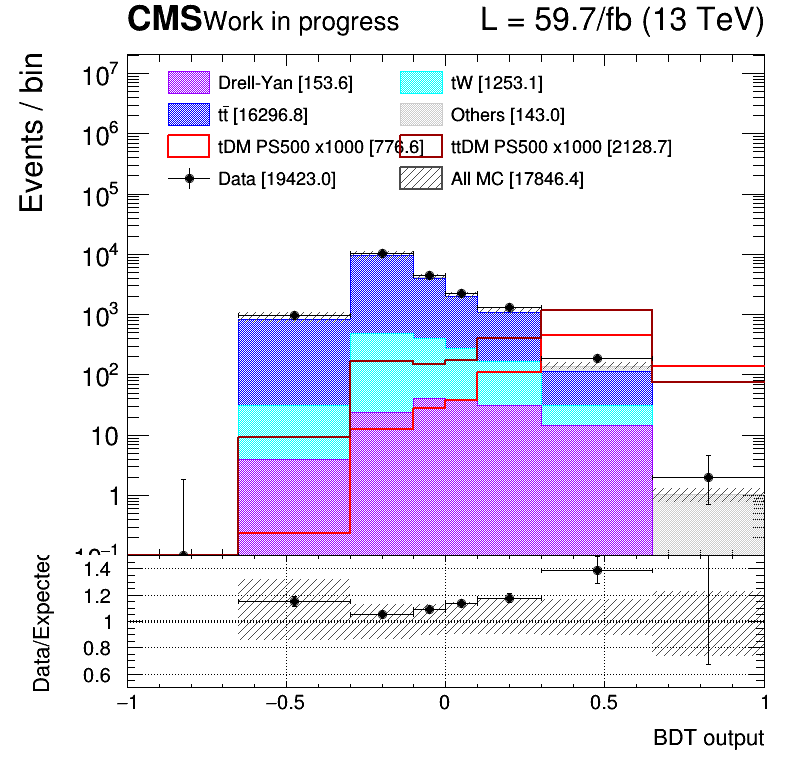 CMS Work in progress L = 59.7/fb (13 TeV)
Events / bin
10⁷
10⁶
10⁵
10⁴
10³
10²
10
1
10⁻¹
Drell-Yan [153.6] tW [1253.1]
tt̄ [16296.8] Others [143.0]
tDM PS500 x1000 [776.6] ttDM PS500 x1000 [2128.7]
Data [19423.0] All MC [17846.4]
Data/Expected
1.4
1.2
1
0.8
0.6
−1 −0.5 0 0.5 1
BDT output